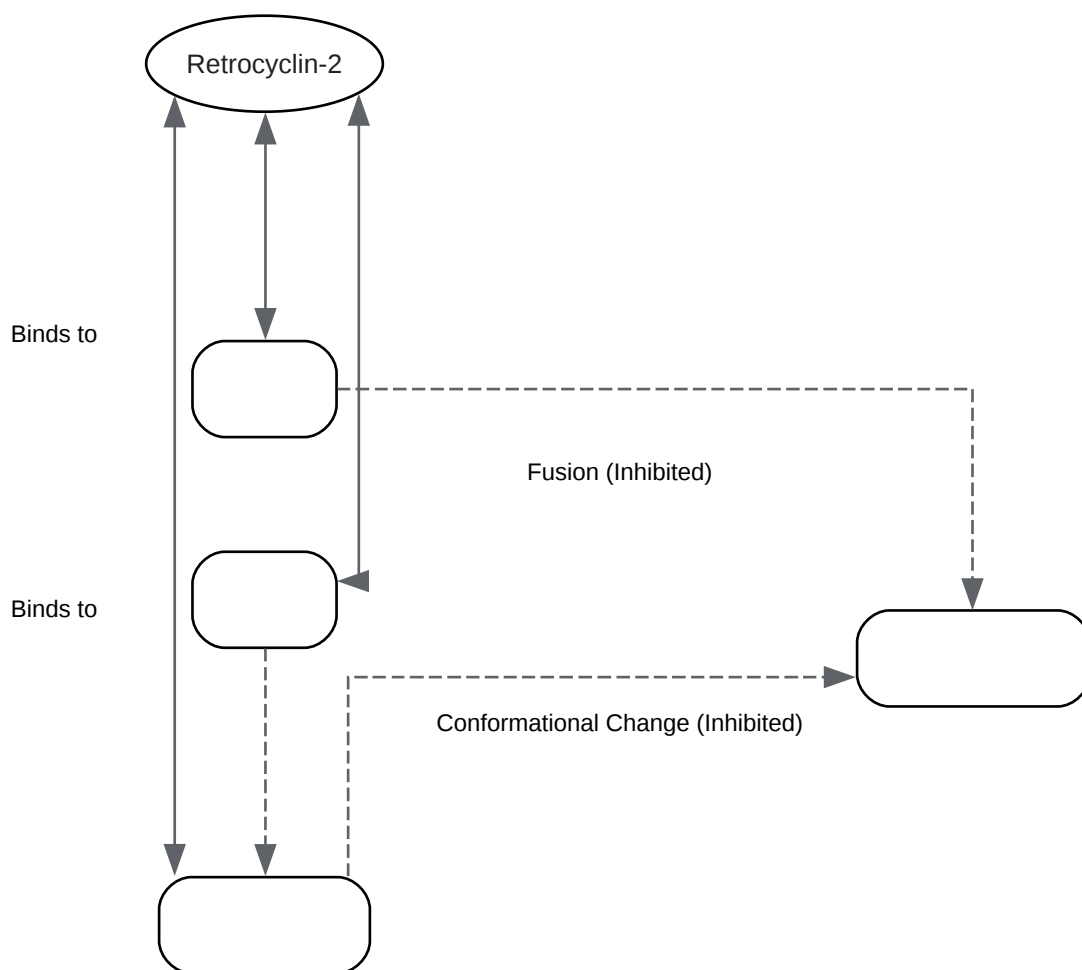 Retrocyclin-2
Binds to
Fusion (Inhibited)
Binds to
Conformational Change (Inhibited)